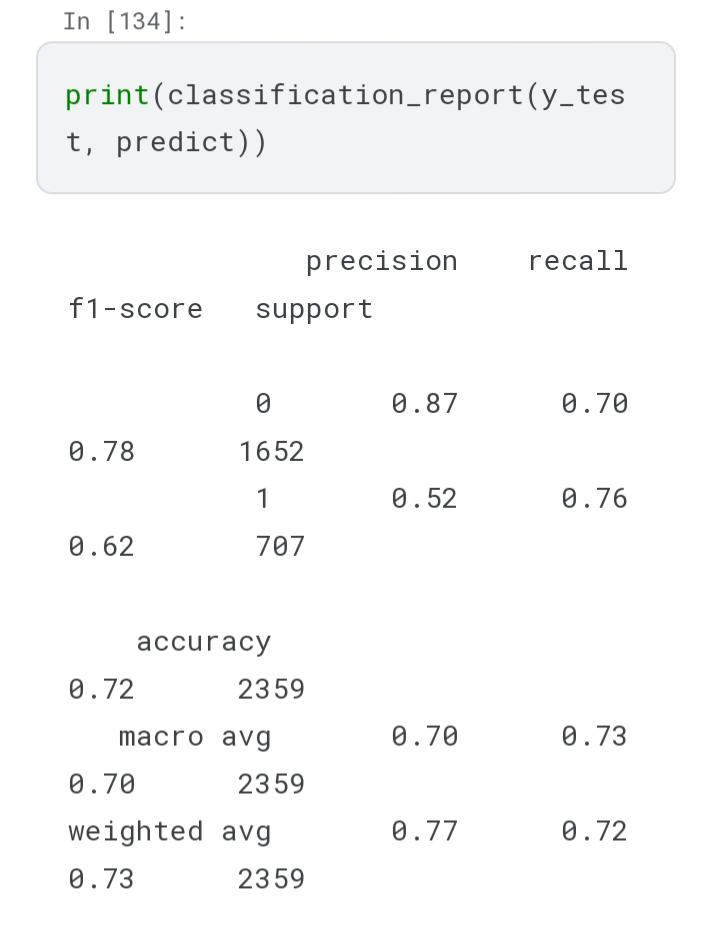 In [134]:
print(classification_report(y_tes
t, predict))
precision recall
f1-score support
0 0.87 0.70
0.78 1652
1 0.52 0.76
0.62 707
accuracy
0.72 2359
macro avg 0.70 0.73
0.70 2359
weighted avg 0.77 0.72
0.73 2359